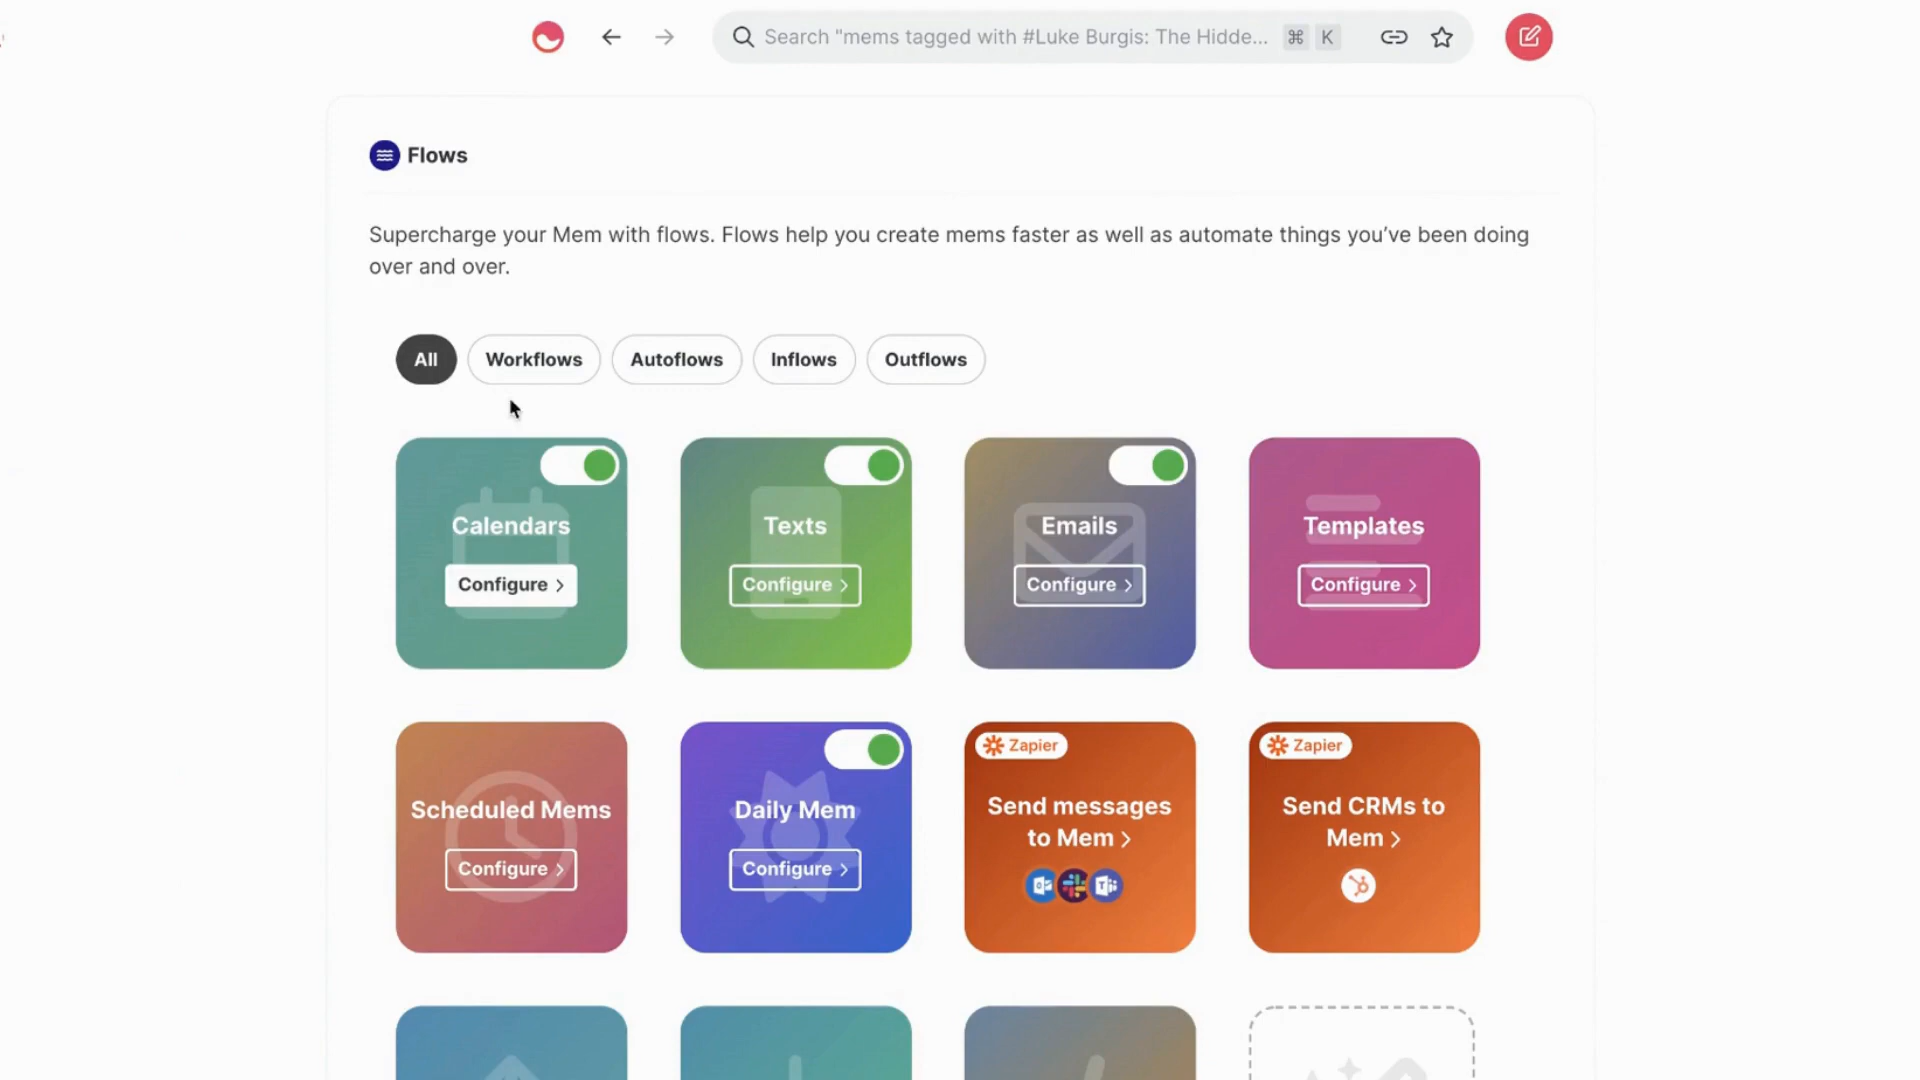 Search "mems tagged with #Luke Burgis: The Hidde... ⌘ K
Flows
Supercharge your Mem with flows. Flows help you create mems faster as well as automate things you’ve been doing
over and over.
All Workflows Autoflows Inflows Outflows
Calendars
Configure >
Texts
Configure >
Emails
Configure >
Templates
Configure >
Scheduled Mems
Configure >
Daily Mem
Configure >
Zapier
Send messages
to Mem >
Zapier
Send CRMs to
Mem >